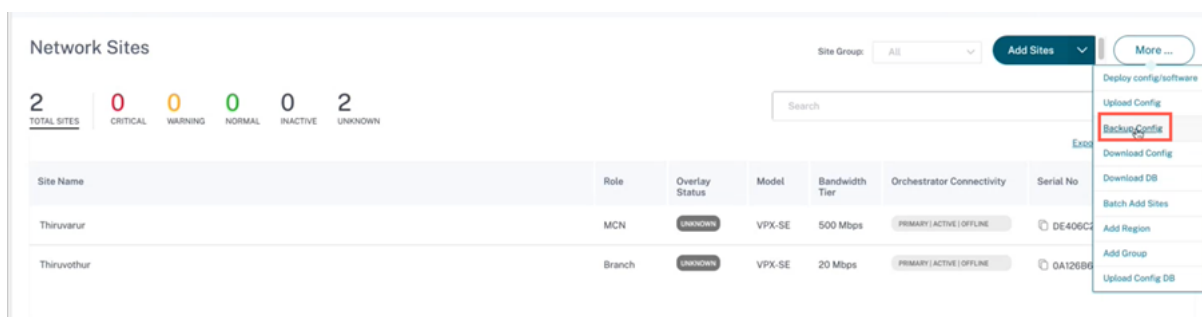 Network Sites
Site Group:
All
Add Sites
More ...
Deploy config/software
Upload Config
Backup Config
Download Config
Download DB
Batch Add Sites
Add Region
Add Group
Upload Config DB
2 0 0 0 0 2
TOTAL SITES CRITICAL WARNING NORMAL INACTIVE UNKNOWN
Search
Site Name Role Overlay Status Model Bandwidth Tier Orchestrator Connectivity Serial No
Thiruvarur MCN UNKNOWN VPX-SE 500 Mbps PRIMARY | ACTIVE | OFFLINE
Thiruvothur Branch UNKNOWN VPX-SE 20 Mbps PRIMARY | ACTIVE | OFFLINE